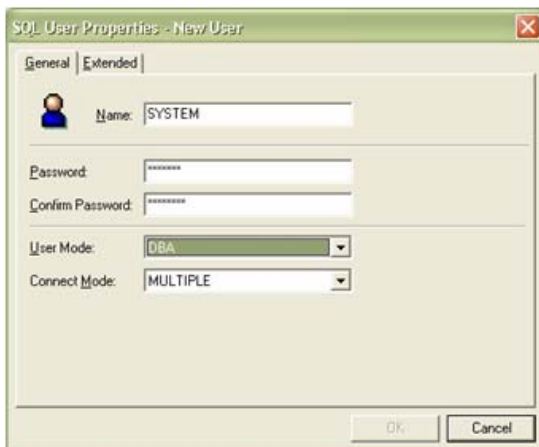 SQL User Properties - New User
General Extended
Name: SYSTEM
Password: *******
Confirm Password: ********
User Mode: DBA
Connect Mode: MULTIPLE
OK Cancel